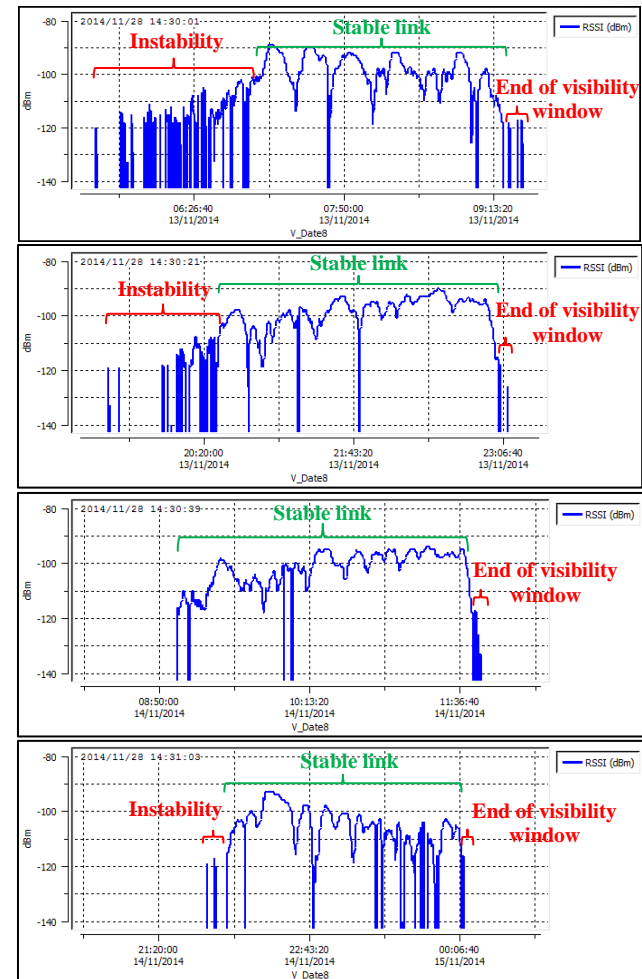 2014/11/28 14:30:01
Instability
Stable link
RSSI (dBm)
End of visibility
window
-80
-100
-120
-140
dBm
06:26:40
13/11/2014
07:50:00
13/11/2014
09:13:20
13/11/2014
V_Date8
2014/11/28 14:30:21
Instability
Stable link
RSSI (dBm)
End of visibility
window
-80
-100
-120
-140
dBm
20:20:00
13/11/2014
21:43:20
13/11/2014
23:06:40
13/11/2014
V_Date8
2014/11/28 14:30:39
Stable link
RSSI (dBm)
End of visibility
window
-80
-100
-120
-140
dBm
08:50:00
14/11/2014
10:13:20
14/11/2014
11:36:40
14/11/2014
V_Date8
2014/11/28 14:31:03
Instability
Stable link
RSSI (dBm)
End of visibility
window
-80
-100
-120
-140
dBm
21:20:00
14/11/2014
22:43:20
14/11/2014
00:06:40
15/11/2014
V_Date8